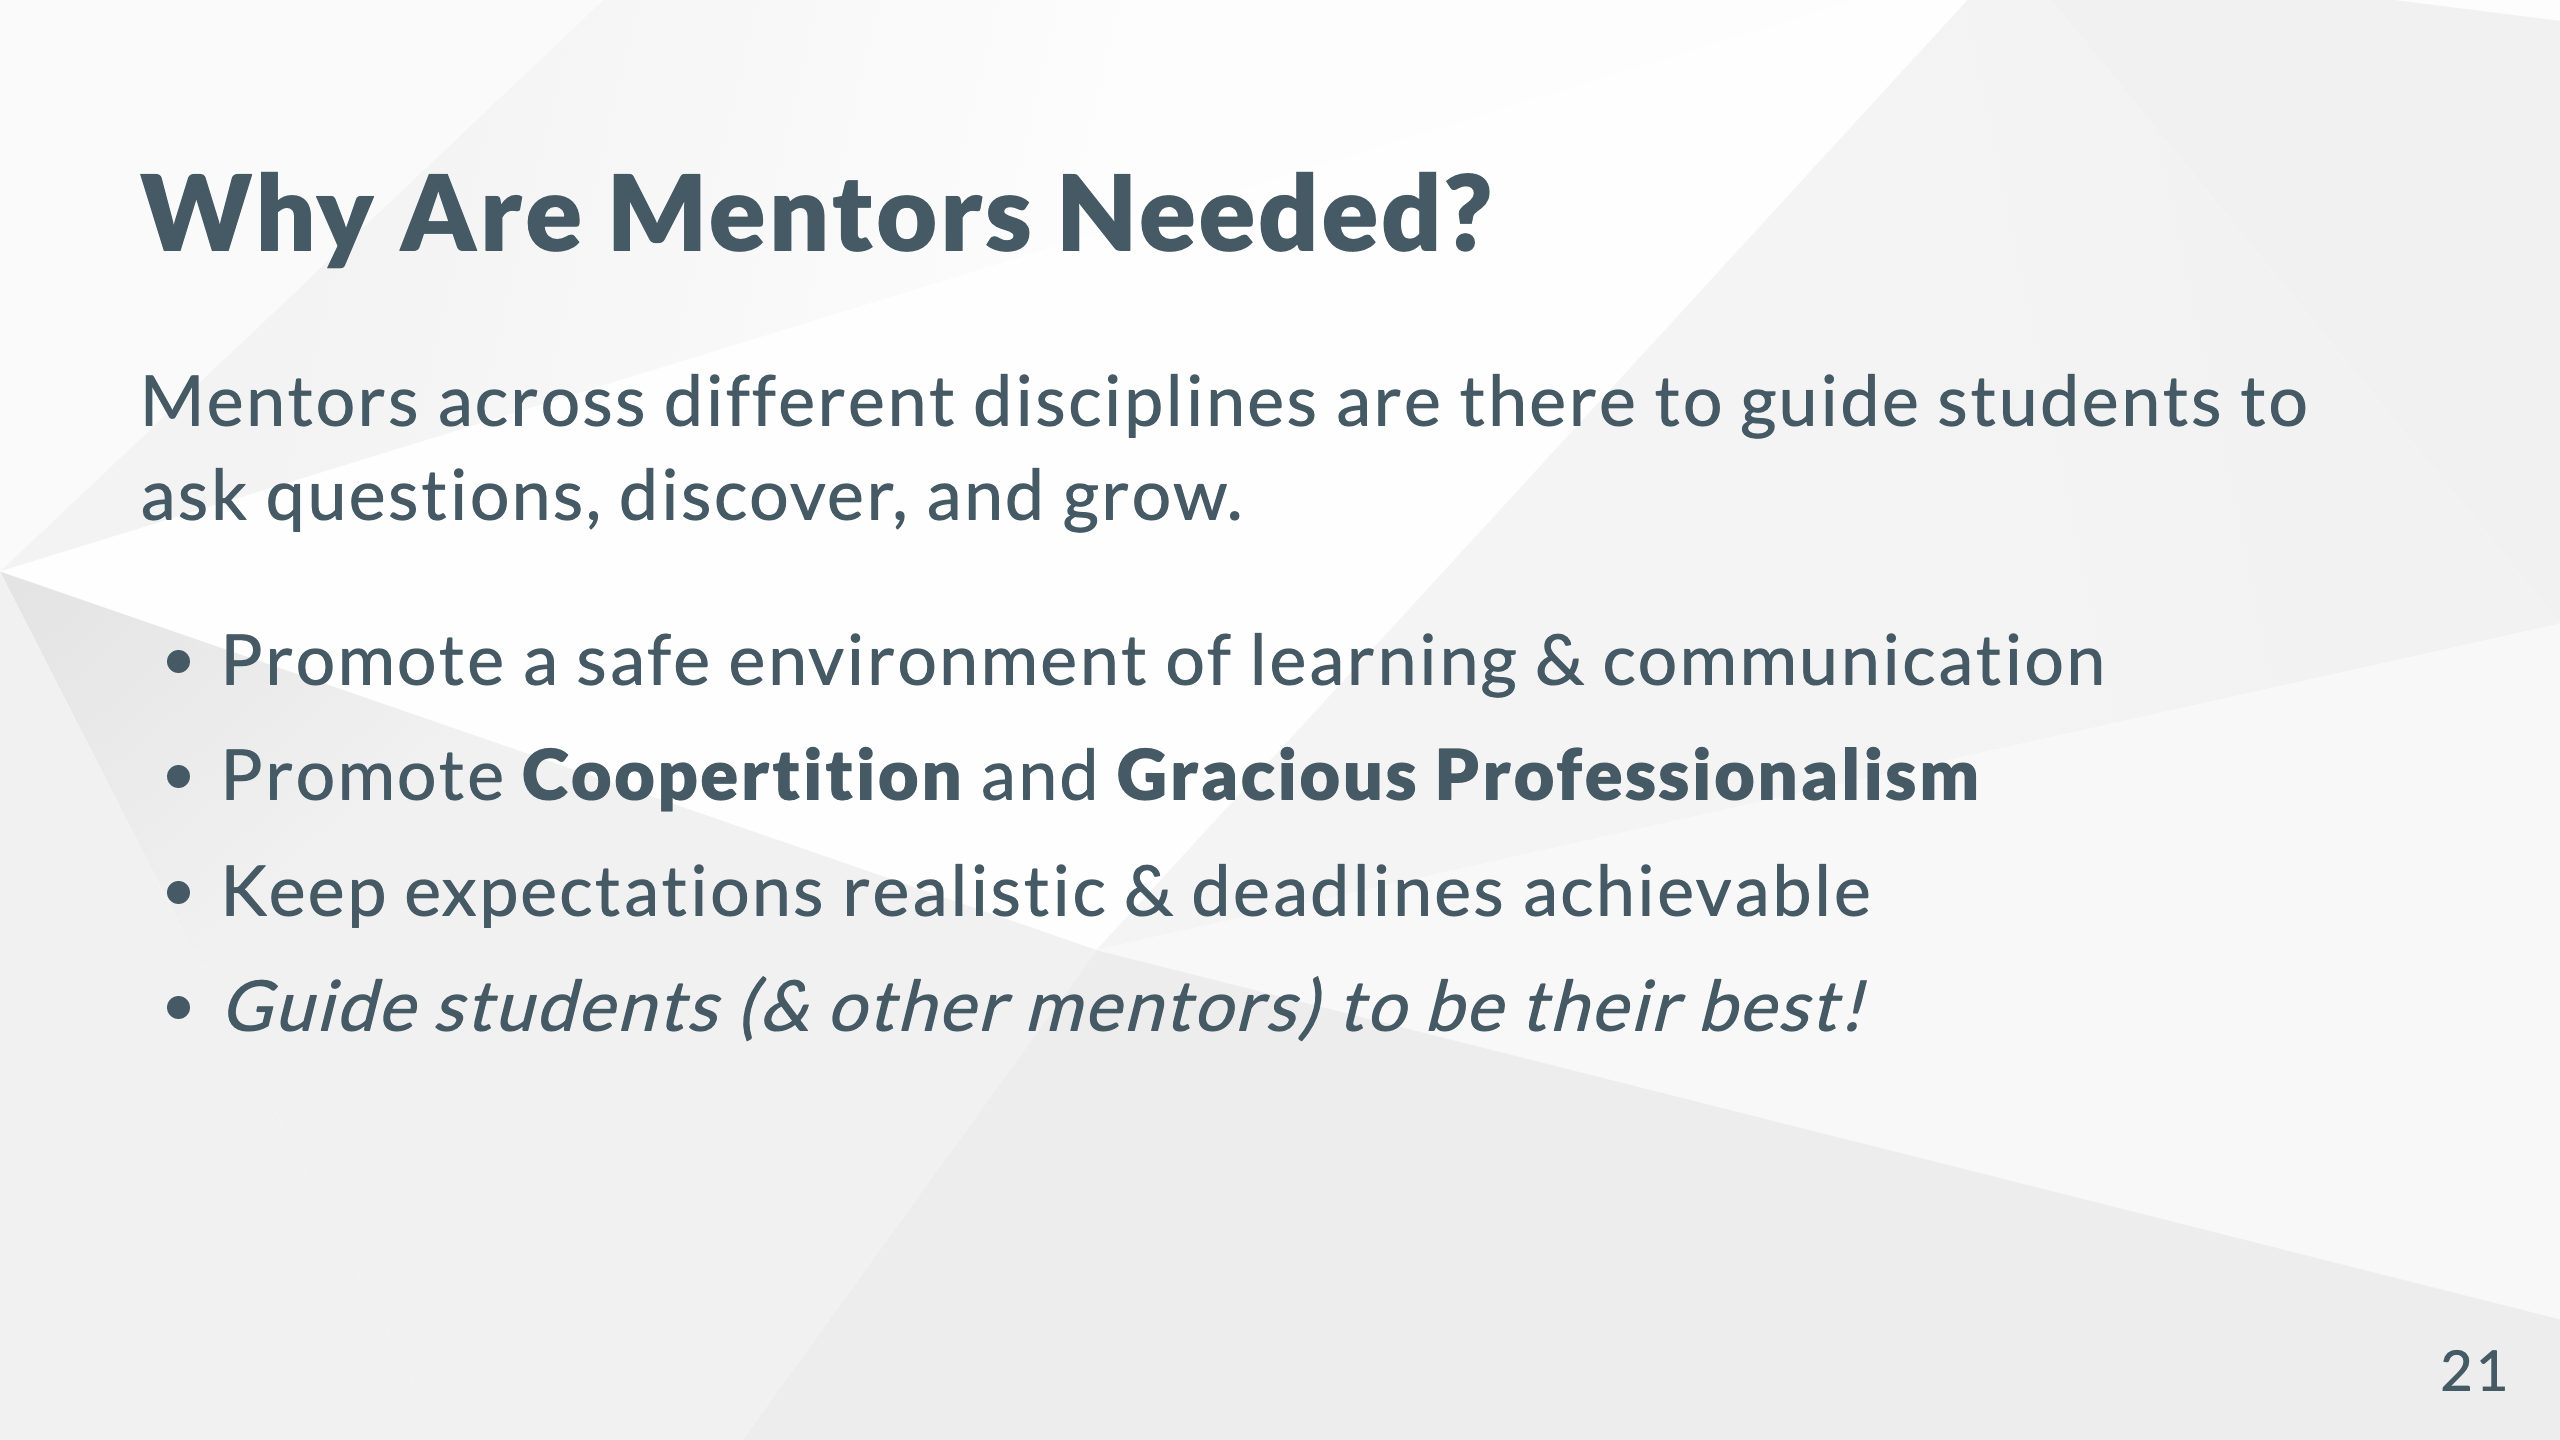 Why Are Mentors Needed?
Mentors across different disciplines are there to guide students to
ask questions, discover, and grow.
• Promote a safe environment of learning & communication
• Promote Coopertition and Gracious Professionalism
• Keep expectations realistic & deadlines achievable
• Guide students (& other mentors) to be their best!
21